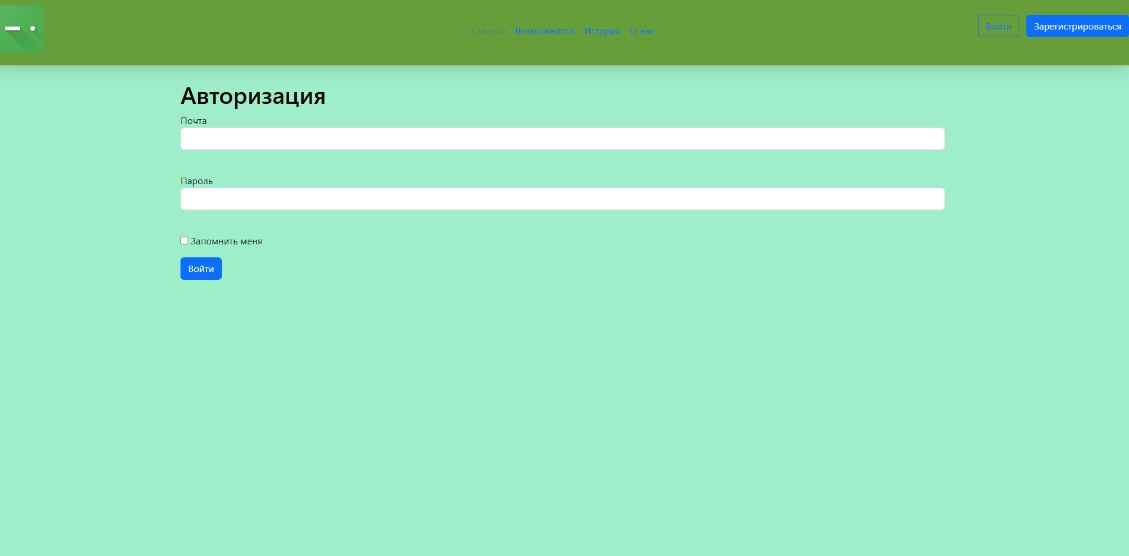 Главная Возможности История О нас
Войти Зарегистрироваться
Авторизация
Почта
Пароль
Запомнить меня
Войти